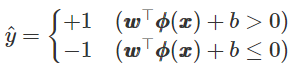 ŷ = { +1 (w⊤ϕ(x) + b > 0)
−1 (w⊤ϕ(x) + b ≤ 0)